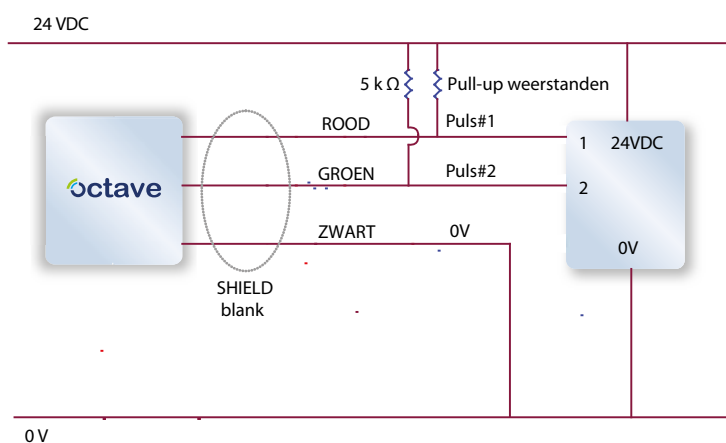 24 VDC
5 k Ω
Pull-up weerstanden
ROOD
Puls#1
1
24VDC
octave
GROEN
Puls#2
2
ZWART
0V
0V
SHIELD
blank
0 V